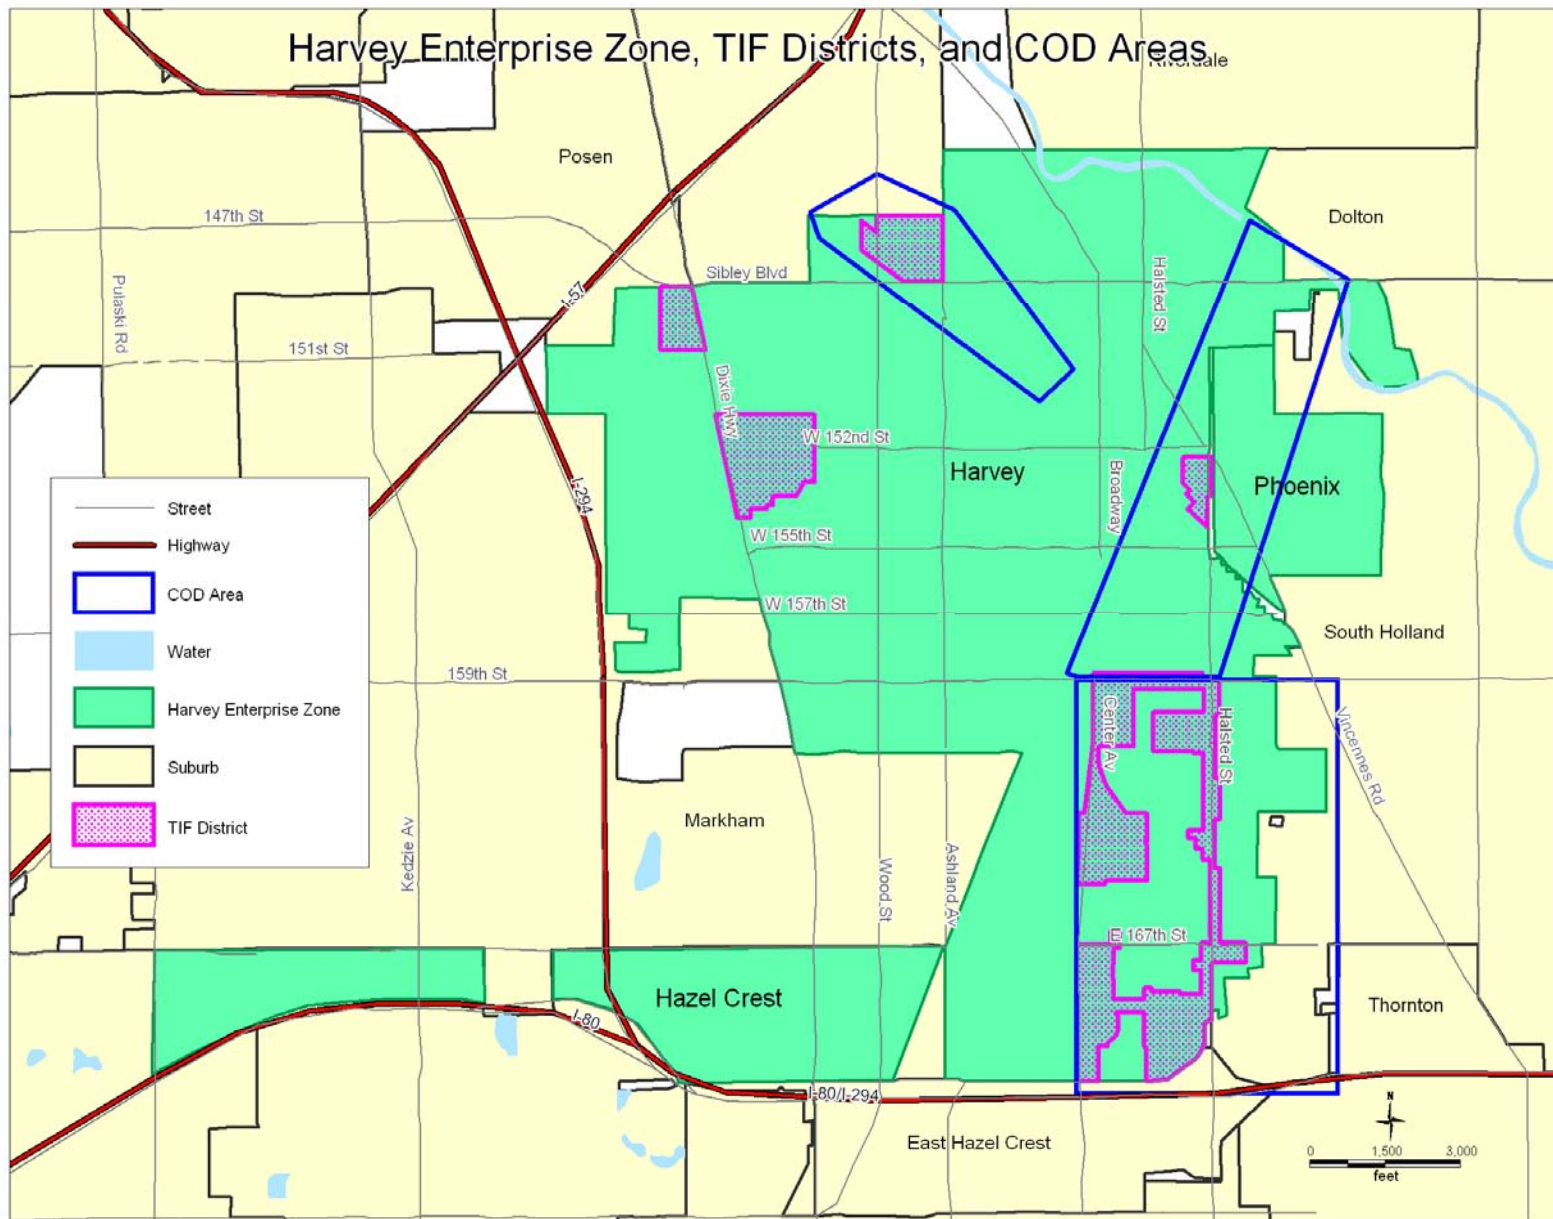 Harvey Enterprise Zone, TIF Districts, and COD Areas
Riverdale
Posen
147th St
Dolton
Sibley Blvd
Halsted St
Pulaski Rd
I-57
151st St
Dixie Hwy
W 152nd St
Harvey
Broadway
Phoenix
I-294
W 155th St
W 157th St
South Holland
159th St
Center Av
Halsted St
Vincennes Rd
Markham
Kedzie Av
Wood St
Ashland Av
E 167th St
Hazel Crest
Thornton
I-80
I-80/I-294
East Hazel Crest
Street
Highway
COD Area
Water
Harvey Enterprise Zone
Suburb
TIF District
N
0 1,500 3,000
feet